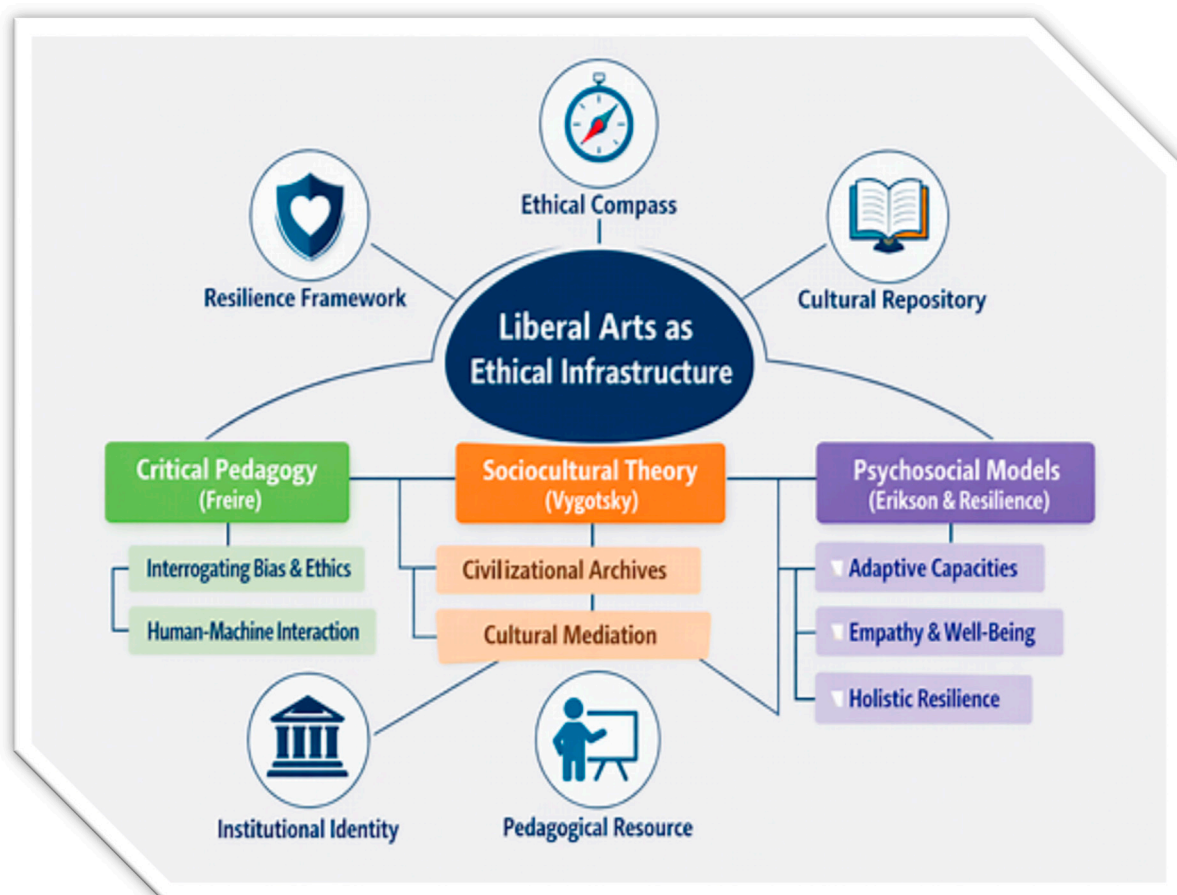 Ethical Compass
Resilience Framework
Cultural Repository
Liberal Arts as
Ethical Infrastructure
Critical Pedagogy
(Freire)
Sociocultural Theory
(Vygotsky)
Psychosocial Models
(Erikson & Resilience)
Interrogating Bias & Ethics
Human-Machine Interaction
Civilizational Archives
Cultural Mediation
Adaptive Capacities
Empathy & Well-Being
Holistic Resilience
Institutional Identity
Pedagogical Resource